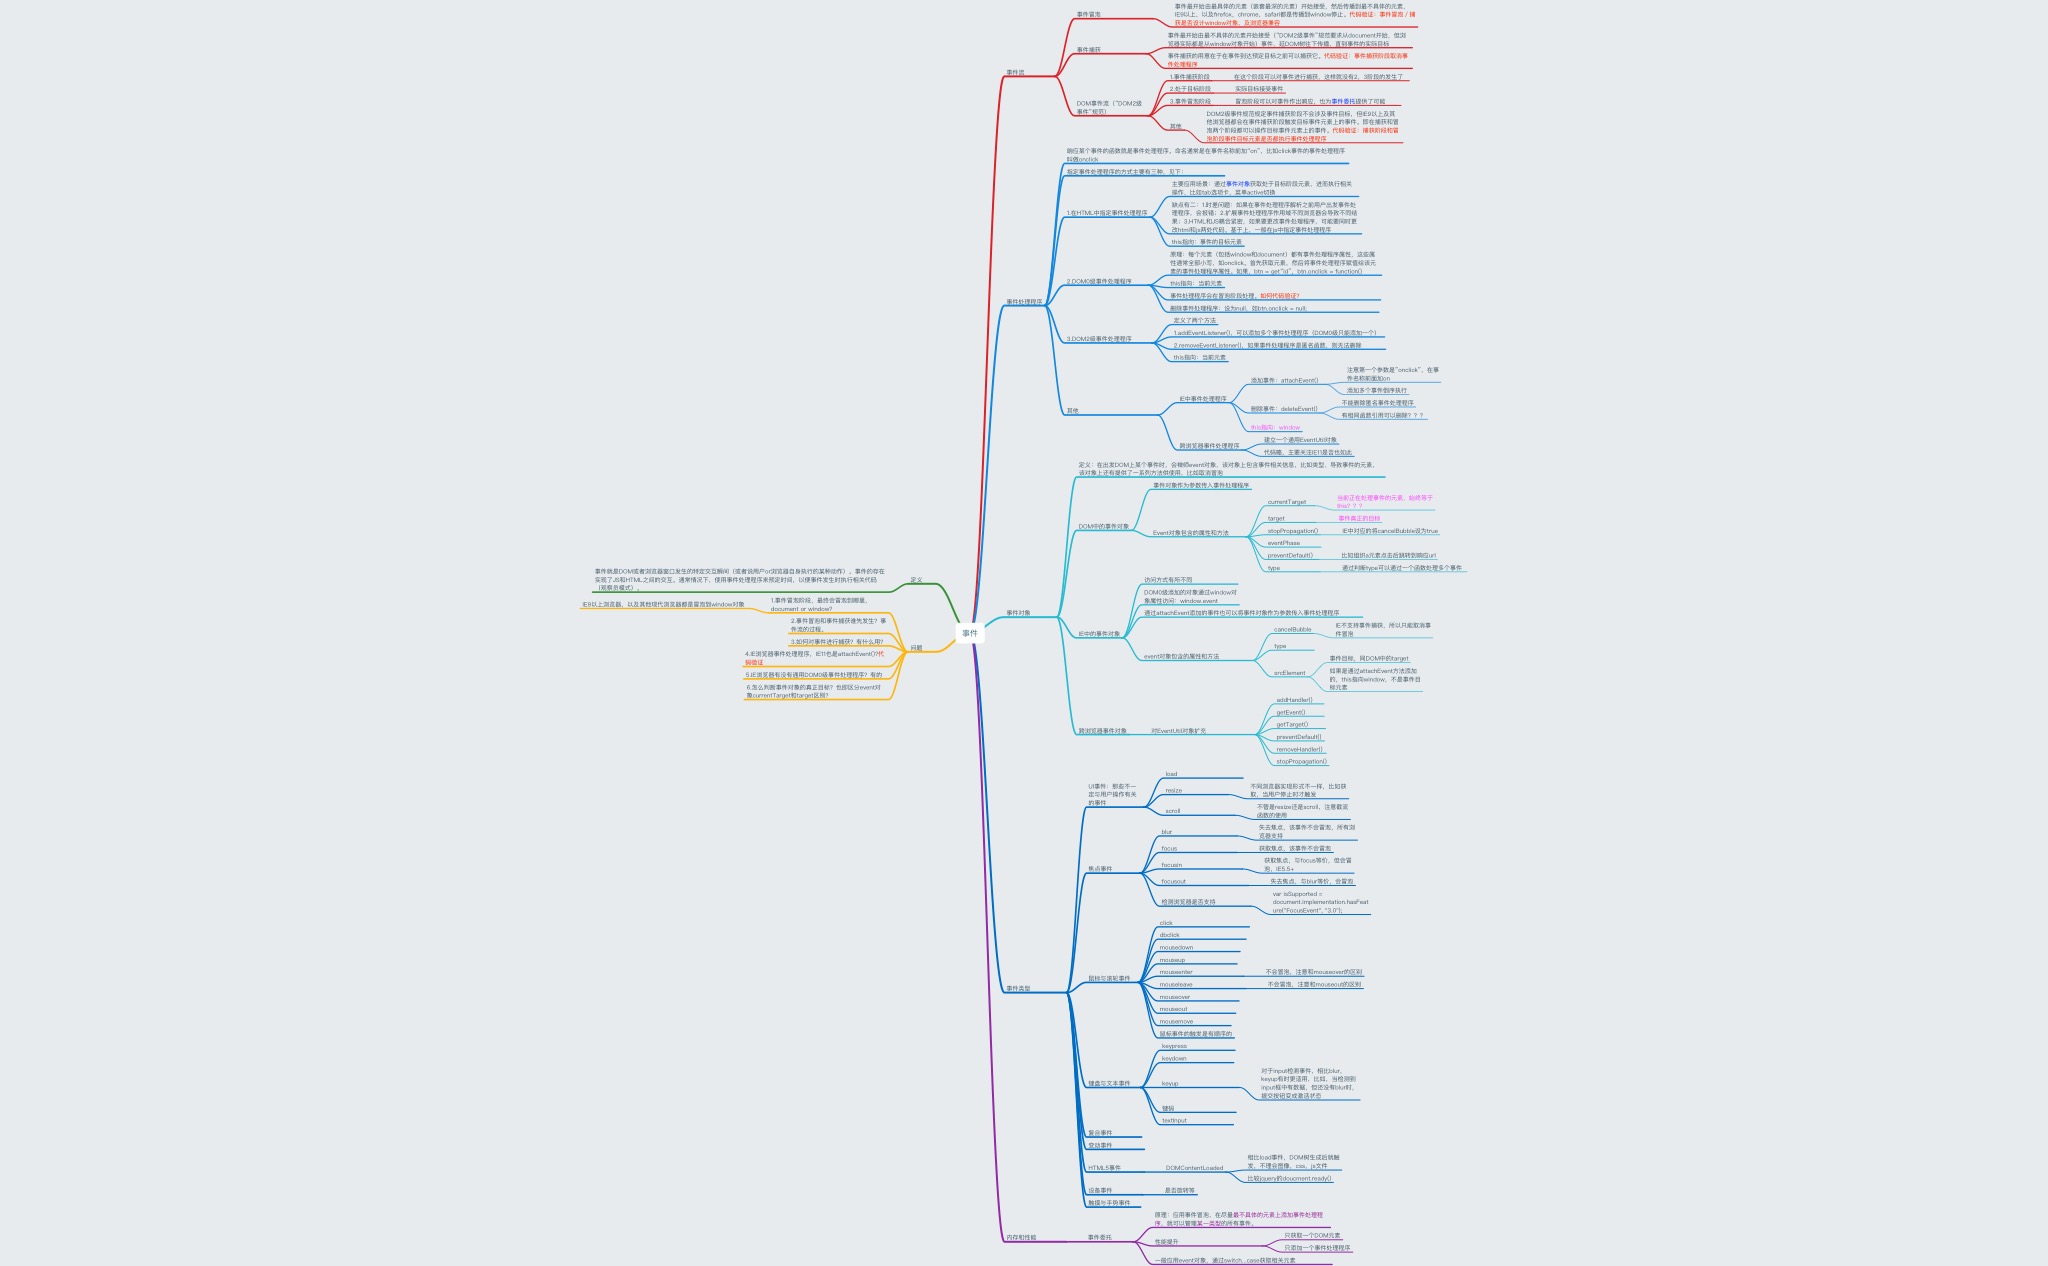 事件
定义
事件就是DOM或者浏览器窗口发生的特定交互瞬间（或者说用户or浏览器自身执行的某种动作）。事件的存在
实现了JS和HTML之间的交互。通常情况下，使用事件处理程序来预定时间，以便事件发生时执行相关代码
（观察员模式）。
问题
1.事件冒泡阶段，最终会冒泡到哪里，
document or window?
IE9以上浏览器，以及其他现代浏览器都是冒泡到window对象
2.事件冒泡和事件捕获谁先发生？事
件流的过程。
3.如何对事件进行捕获？有什么用？
4.IE浏览器事件处理程序，IE11也是attachEvent()?代
码验证
5.IE浏览器有没有通用DOM0级事件处理程序？有的
6.怎么判断事件对象的真正目标？也即区分event对
象currentTarget和target区别？
事件流
事件冒泡
事件最开始由最具体的元素（嵌套最深的元素）开始接受，然后传播到最不具体的元素，
IE9以上，以及firefox、chrome、safari都是传播到window停止。代码验证：事件冒泡／捕
获是否设计window对象，及浏览器兼容
事件捕获
事件最开始由最不具体的元素开始接受（“DOM2级事件”规范要求从document开始，但浏
览器实际都是从window对象开始）事件，沿DOM树往下传播，直到事件的实际目标
事件捕获的用意在于在事件到达预定目标之前可以捕获它。代码验证：事件捕获阶段取消事
件处理程序
DOM事件流（“DOM2级
事件”规范）
1.事件捕获阶段
在这个阶段可以对事件进行捕获，这样就没有2，3阶段的发生了
2.处于目标阶段
实际目标接受事件
3.事件冒泡阶段
冒泡阶段可以对事件作出响应，也为事件委托提供了可能
其他
DOM2级事件规范规定事件捕获阶段不会涉及事件目标，但IE9以上及其
他浏览器都会在事件捕获阶段触发目标事件元素上的事件。即在捕获和冒
泡两个阶段都可以操作目标事件元素上的事件。代码验证：捕获阶段和冒
泡阶段事件目标元素是否都执行事件处理程序
事件处理程序
响应某个事件的函数就是事件处理程序。命名通常是在事件名称前加“on”，比如click事件的事件处理程序
叫做onclick
指定事件处理程序的方式主要有三种，见下：
1.在HTML中指定事件处理程序
主要应用场景：通过事件对象获取处于目标阶段元素，进而执行相关
操作。比如tab选项卡，菜单active切换
缺点有二：1.时差问题：如果在事件处理程序解析之前用户出发事件处
理程序，会报错；2.扩展事件处理程序作用域不同浏览器会导致不同结
果；3.HTML和JS耦合紧密，如果要更改事件处理程序，可能要同时更
改html和js两处代码。基于上，一般在js中指定事件处理程序
this指向：事件的目标元素
2.DOM0级事件处理程序
原理：每个元素（包括window和document）都有事件处理程序属性，这些属
性通常全部小写，如onclick。首先获取元素，然后将事件处理程序赋值给该元
素的事件处理程序属性。如果，btn = get“id”，btn.onclick = function()
this指向：当前元素
事件处理程序会在冒泡阶段处理。如何代码验证？
删除事件处理程序：设为null，如btn.onclick = null;
3.DOM2级事件处理程序
定义了两个方法
1.addEventListener()，可以添加多个事件处理程序（DOM0级只能添加一个）
2.removeEventListener()，如果事件处理程序是匿名函数，则无法删除
this指向：当前元素
其他
IE中事件处理程序
添加事件：attachEvent()
注意第一个参数是“onclick”，在事
件名称前面加on
添加多个事件倒序执行
删除事件：deleteEvent()
不能删除匿名事件处理程序
有相同函数引用可以删除？？？
this指向：window
跨浏览器事件处理程序
建立一个通用EventUtil对象
代码略，主要关注IE11是否也如此
事件对象
定义：在出发DOM上某个事件时，会梯师event对象，该对象上包含事件相关信息，比如类型，导致事件的元素，
该对象上还有提供了一系列方法供使用，比如取消冒泡
DOM中的事件对象
事件对象作为参数传入事件处理程序
Event对象包含的属性和方法
currentTarget
当前正在处理事件的元素，始终等于
this？？？
target
事件真正的目标
stopPropagation()
IE中对应的将cancelBubble设为true
eventPhase
preventDefault()
比如组织a元素点击后跳转到响应url
type
通过判断type可以通过一个函数处理多个事件
IE中的事件对象
访问方式有所不同
DOM0级添加的对象通过window对
象属性访问：window.event
通过attachEvent添加的事件也可以将事件对象作为参数传入事件处理程序
event对象包含的属性和方法
cancelBubble
IE不支持事件捕获，所以只能取消事
件冒泡
type
srcElement
事件目标，同DOM中的target
如果是通过attachEvent方法添加
的，this指向window，不是事件目
标元素
跨浏览器事件对象
对EventUtil对象扩充
addHandler()
getEvent()
getTarget()
preventDefault()
removeHandler()
stopPropagation()
事件类型
UI事件：那些不一
定与用户操作有关
的事件
load
resize
不同浏览器实现形式不一样，比如获
取，当用户停止时才触发
scroll
不管是resize还是scroll，注意截流
函数的使用
焦点事件
blur
失去焦点，该事件不会冒泡，所有浏
览器支持
focus
获取焦点，该事件不会冒泡
focusin
获取焦点，与focus等价，但会冒
泡，IE5.5+
focusout
失去焦点，与blur等价，会冒泡
检测浏览器是否支持
var isSupported =
document.implementation.hasFeat
ure("FocusEvent", "3.0");
鼠标与滚轮事件
click
dbclick
mousedown
mouseup
mouseenter
不会冒泡，注意和mouseover的区别
mouseleave
不会冒泡，注意和mouseout的区别
mouseover
mouseout
mousemove
鼠标事件的触发是有顺序的
键盘与文本事件
keypress
keydown
keyup
对于input检测事件，相比blur，
keyup有时更适用，比如，当检测到
input框中有数据，但还没有blur时，
提交按钮变成激活状态
键码
textInput
复合事件
变动事件
HTML5事件
DOMContentLoaded
相比load事件，DOM树生成后就触
发，不理会图像，css，js文件
比较jquery的doucment.ready()
设备事件
是否旋转等
触摸与手势事件
内存和性能
事件委托
原理：应用事件冒泡，在尽量最不具体的元素上添加事件处理程
序，就可以管理某一类型的所有事件。
性能提升
只获取一个DOM元素
只添加一个事件处理程序
一般应用event对象，通过switch...case获取相关元素